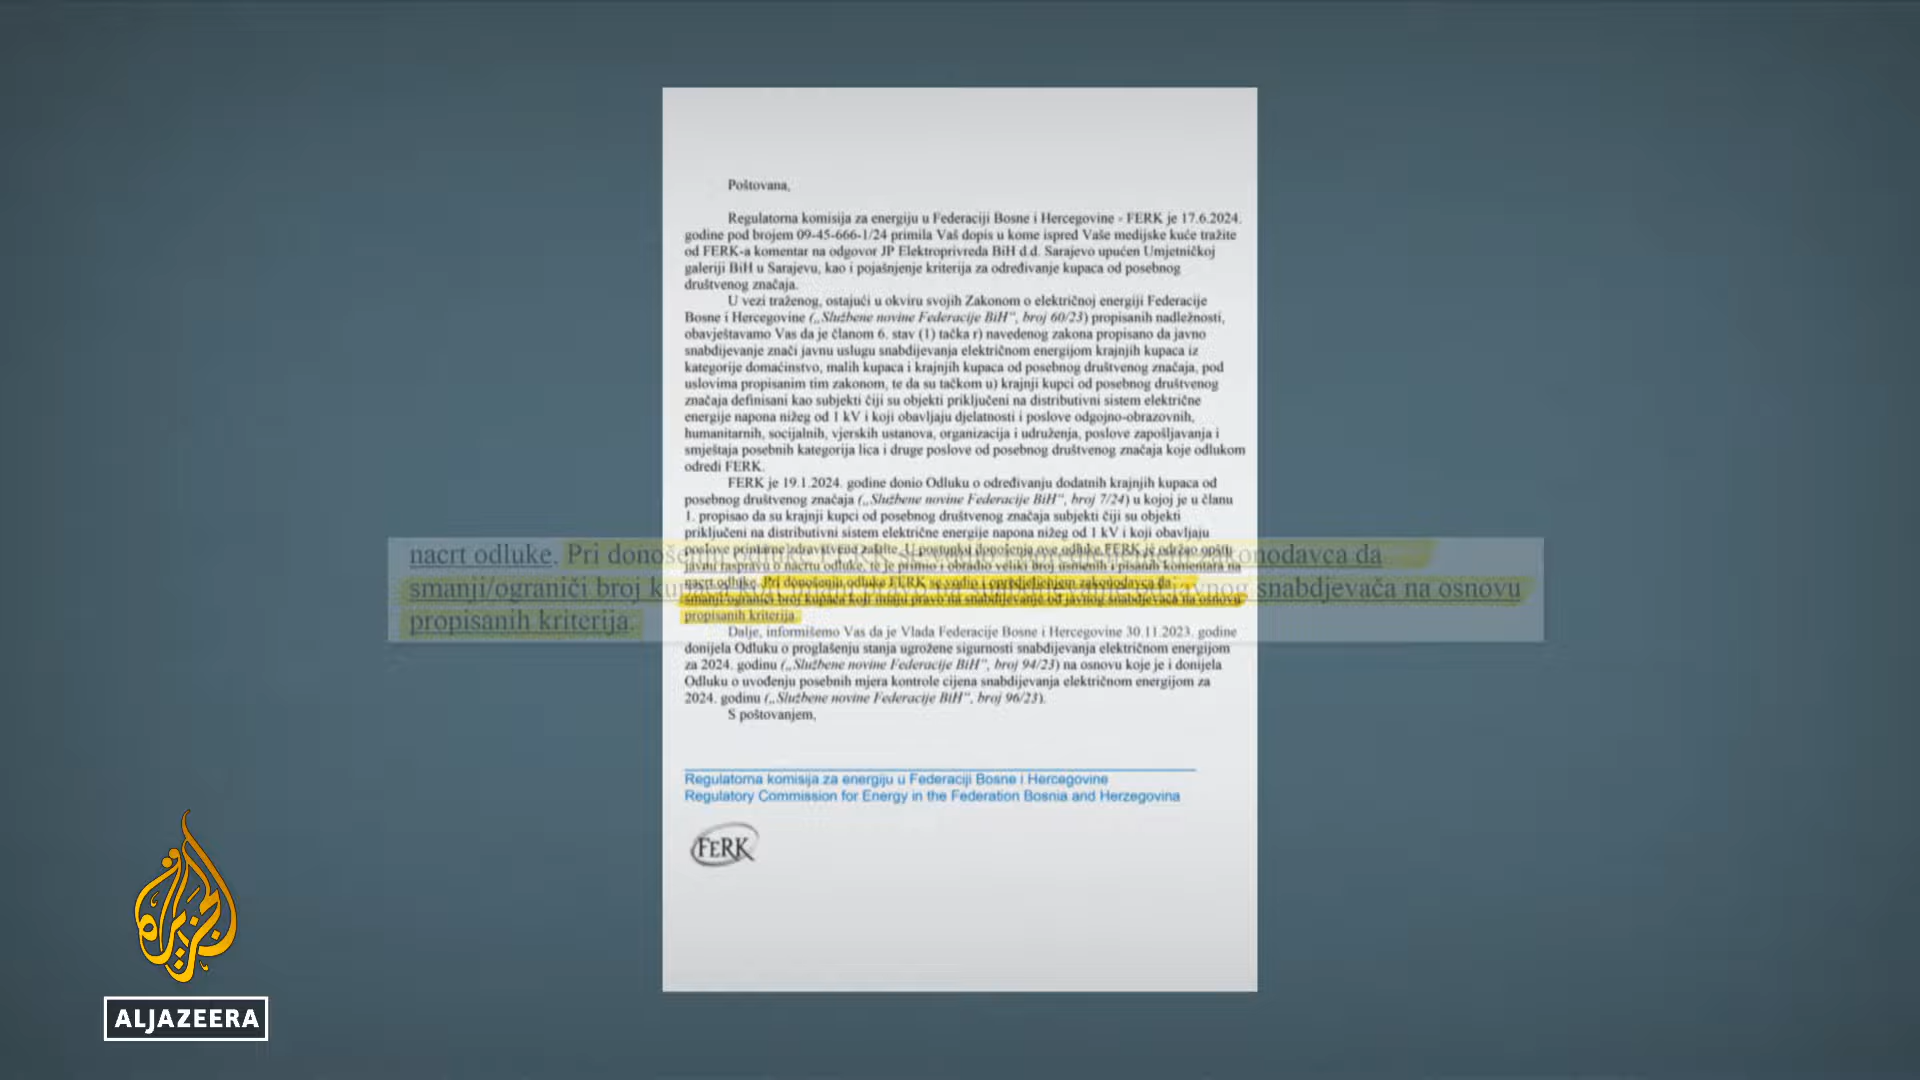 Poštovana,
Regulatorna komisija za energiju u Federaciji Bosne i Hercegovine - FERK je 17.6.2024.
godine pod brojem 09-45-666-1/24 primila Vaš dopis u kome ispred Vaše medijske kuće tražite
od FERK-a komentar na odgovor JP Elektroprivreda BiH d.d. Sarajevo upućen Umjetničkoj
galeriji BiH u Sarajevu, kao i pojašnjenje kriterija za određivanje kupaca od posebnog
društvenog značaja.
U vezi traženog, ostajući u okviru svojih Zakonom o električnoj energiji Federacije
Bosne i Hercegovine („Službene novine Federacije BiH“, broj 60/23) propisanih nadležnosti,
obavještavamo Vas da je članom 6. stav (1) tačka r) navedenog zakona propisano da javno
snabdijevanje znači javnu uslugu snabdijevanja električnom energijom krajnjih kupaca iz
kategorije domaćinstvo, malih kupaca i krajnjih kupaca od posebnog društvenog značaja, pod
uslovima propisanim tim zakonom, te da su tačkom u) krajnji kupci od posebnog društvenog
značaja definisani kao subjekti čiji su objekti priključeni na distributivni sistem električne
energije napona nižeg od 1 kV i koji obavljaju djelatnosti i poslove odgojno-obrazovnih,
humanitarnih, socijalnih, vjerskih ustanova, organizacija i udruženja, poslove zapošljavanja i
smještaja posebnih kategorija lica i druge poslove od posebnog društvenog značaja koje odlukom
odredi FERK.
FERK je 19.1.2024. godine donio Odluku o određivanju dodatnih krajnjih kupaca od
posebnog društvenog značaja („Službene novine Federacije BiH“, broj 7/24) u kojoj je u članu
1. propisao da su krajnji kupci od posebnog društvenog značaja subjekti čiji su objekti
priključeni na distributivni sistem električne energije napona nižeg od 1 kV i koji obavljaju
poslove primarne zdravstvene zaštite. U postupku donošenja ove odluke FERK je održao opštu
javnu raspravu o nacrtu odluke, te je primio i obradio veliki broj usmenih i pisanih komentara na
nacrt odluke. Pri donošenju odluke FERK se vodio i opredjeljenjem zakonodavca da
smanji/ograniči broj kupaca koji imaju pravo na snabdijevanje od javnog snabdjevača na osnovu
propisanih kriterija.
nacrt odluke. Pri donošenju odluke FERK se vodio i opredjeljenjem zakonodavca da
smanji/ograniči broj kupaca koji imaju pravo na snabdijevanje od javnog snabdjevača na osnovu
propisanih kriterija.
Dalje, informišemo Vas da je Vlada Federacije Bosne i Hercegovine 30.11.2023. godine
donijela Odluku o proglašenju stanja ugrožene sigurnosti snabdijevanja električnom energijom
za 2024. godinu („Službene novine Federacije BiH“, broj 94/23) na osnovu koje je i donijela
Odluku o uvođenju posebnih mjera kontrole cijena snabdijevanja električnom energijom za
2024. godinu („Službene novine Federacije BiH“, broj 96/23).
S poštovanjem,
Regulatorna komisija za energiju u Federaciji Bosne i Hercegovine
Regulatory Commission for Energy in the Federation Bosnia and Herzegovina
FERK
الجزيرة
ALJAZEERA